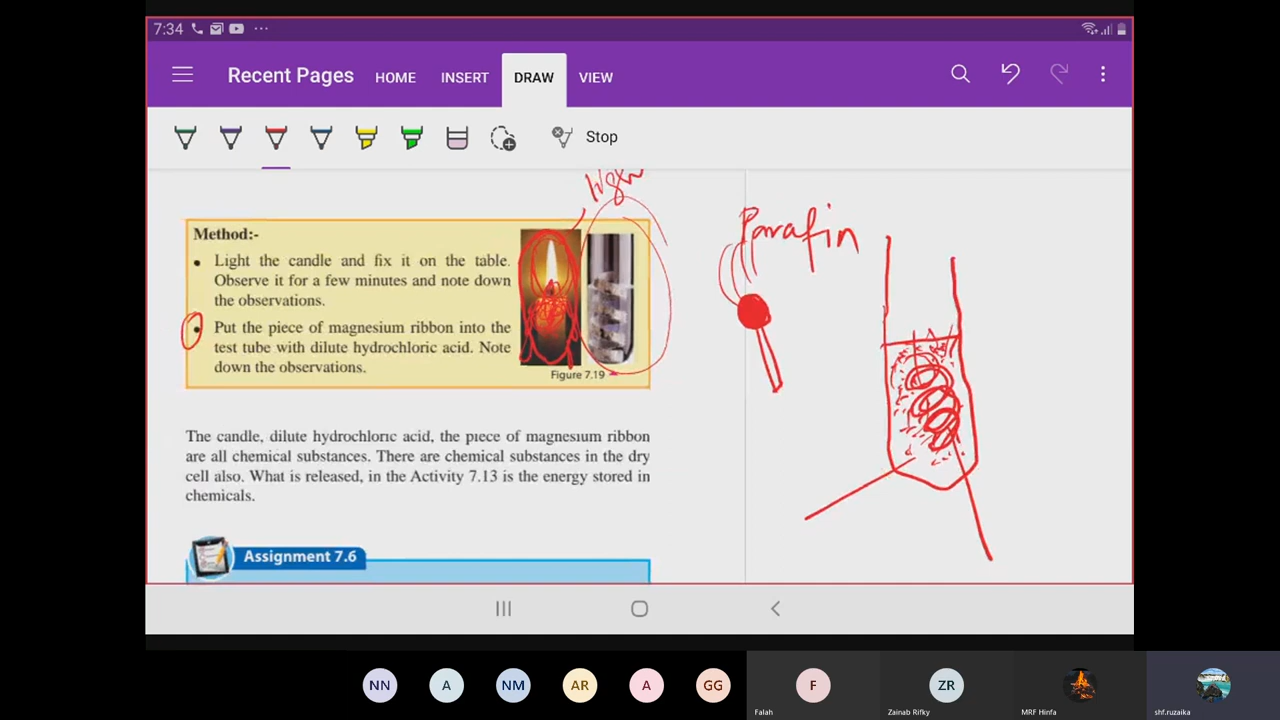 7:34
Recent Pages HOME INSERT DRAW VIEW
Stop
Parafin
Method:-
Light the candle and fix it on the table.
Observe it for a few minutes and note down
the observations.
Put the piece of magnesium ribbon into the
test tube with dilute hydrochloric acid. Note
down the observations.
Figure 7.19
The candle, dilute hydrochloric acid, the piece of magnesium ribbon
are all chemical substances. There are chemical substances in the dry
cell also. What is released, in the Activity 7.13 is the energy stored in
chemicals.
Assignment 7.6
NN A NM AR A GG F ZR
Falah Zainab Rifky MRF Hinfa shf.ruzaika